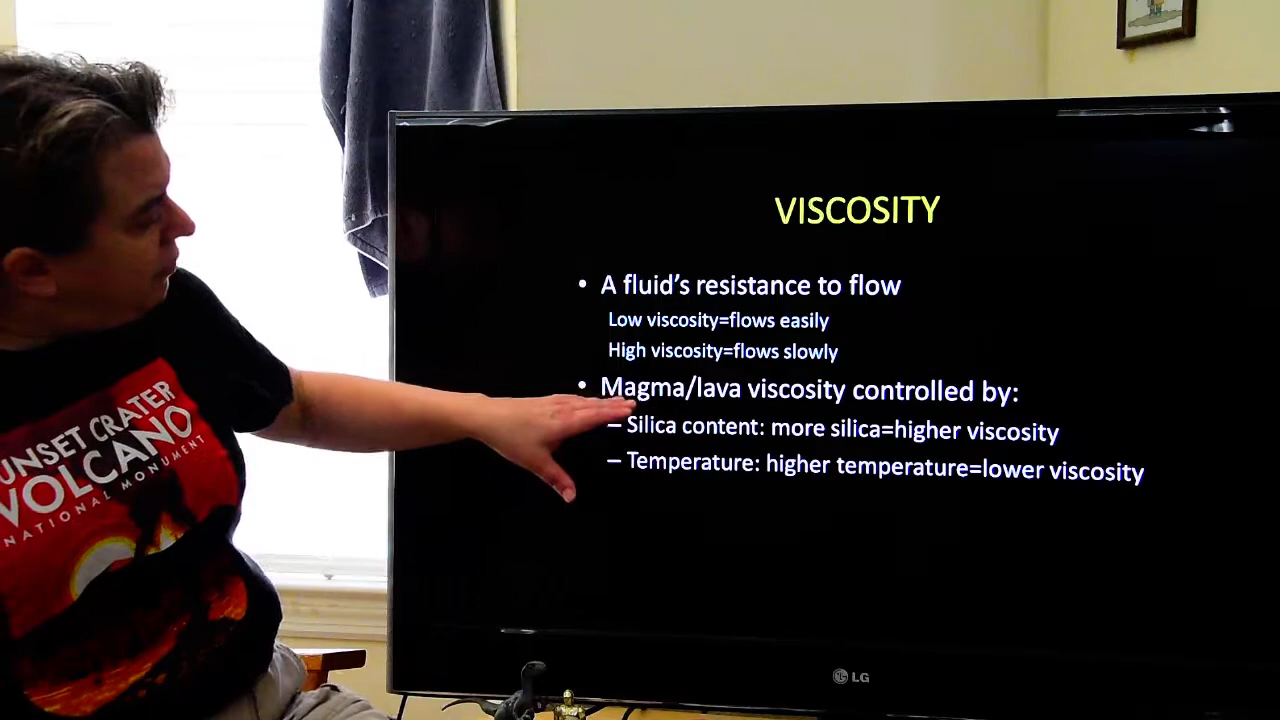 VISCOSITY
• A fluid's resistance to flow
Low viscosity=flows easily
High viscosity=flows slowly
• Magma/lava viscosity controlled by:
– Silica content: more silica=higher viscosity
– Temperature: higher temperature=lower viscosity
SUNSET CRATER
VOLCANO
NATIONAL MONUMENT
LG